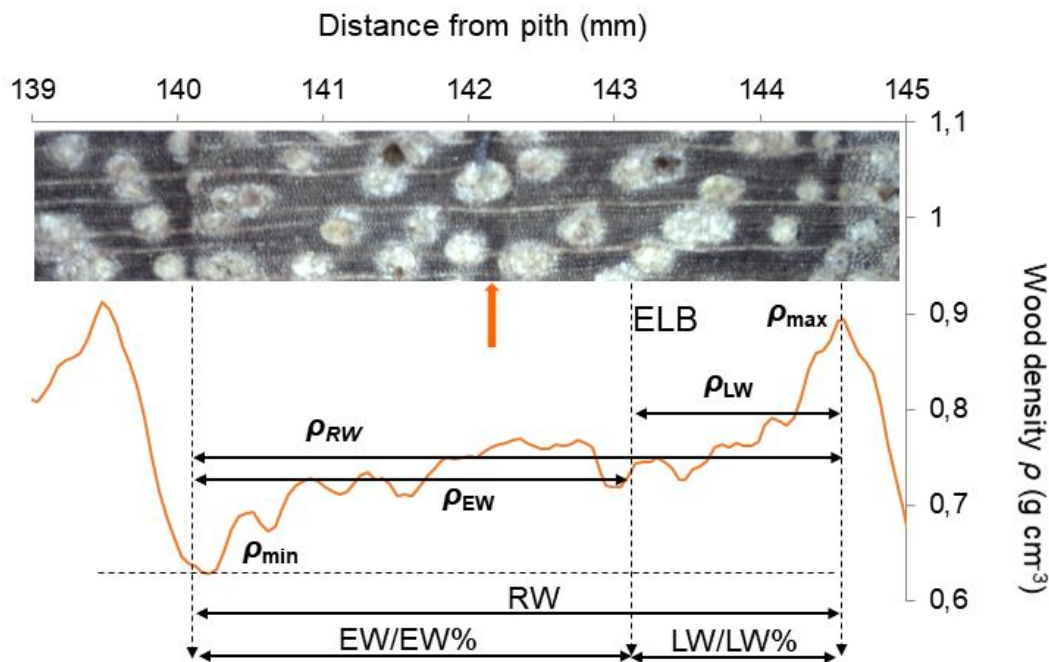 Distance from pith (mm)
139 140 141 142 143 144 145
1,1
1
0,9
0,8
0,7
0,6
Wood density ρ (g cm⁻³)
ELB
ρmax
ρLW
ρRW
ρEW
ρmin
RW
EW/EW%
LW/LW%